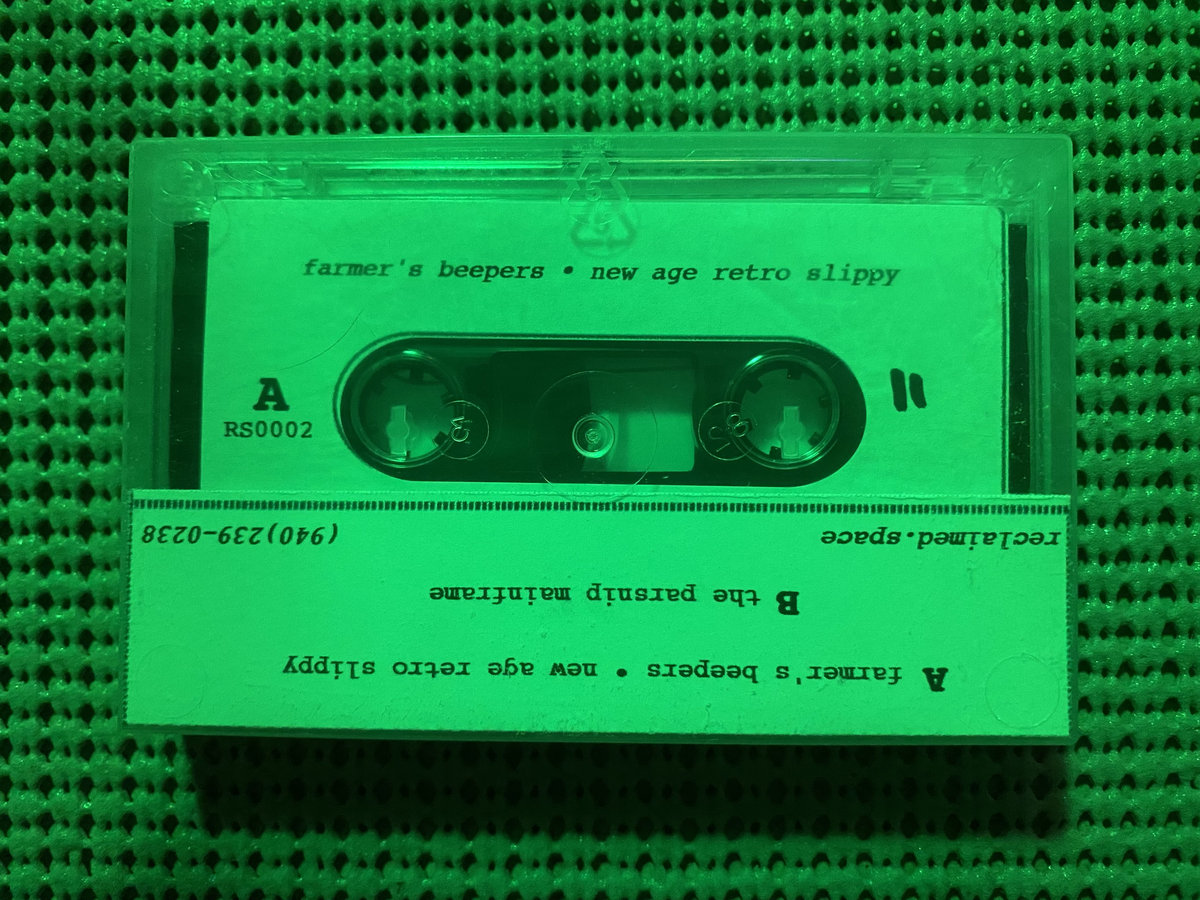 farmer's beepers • new age retro slippy
A
RS0002
A farmer's beepers • new age retro slippy
B the parsnip mainframe
reclaimed.space
(940)239-0238